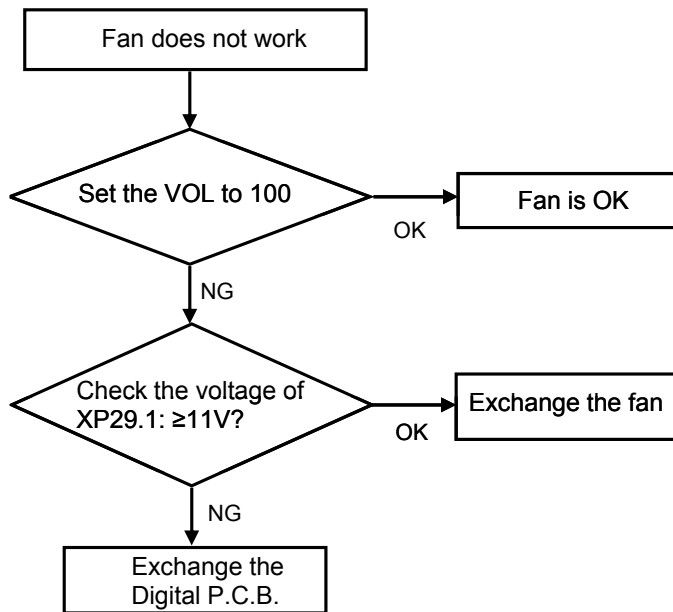 Fan does not work
Set the VOL to 100
OK
Fan is OK
NG
Check the voltage of
XP29.1: ≥11V?
OK
Exchange the fan
NG
Exchange the
Digital P.C.B.